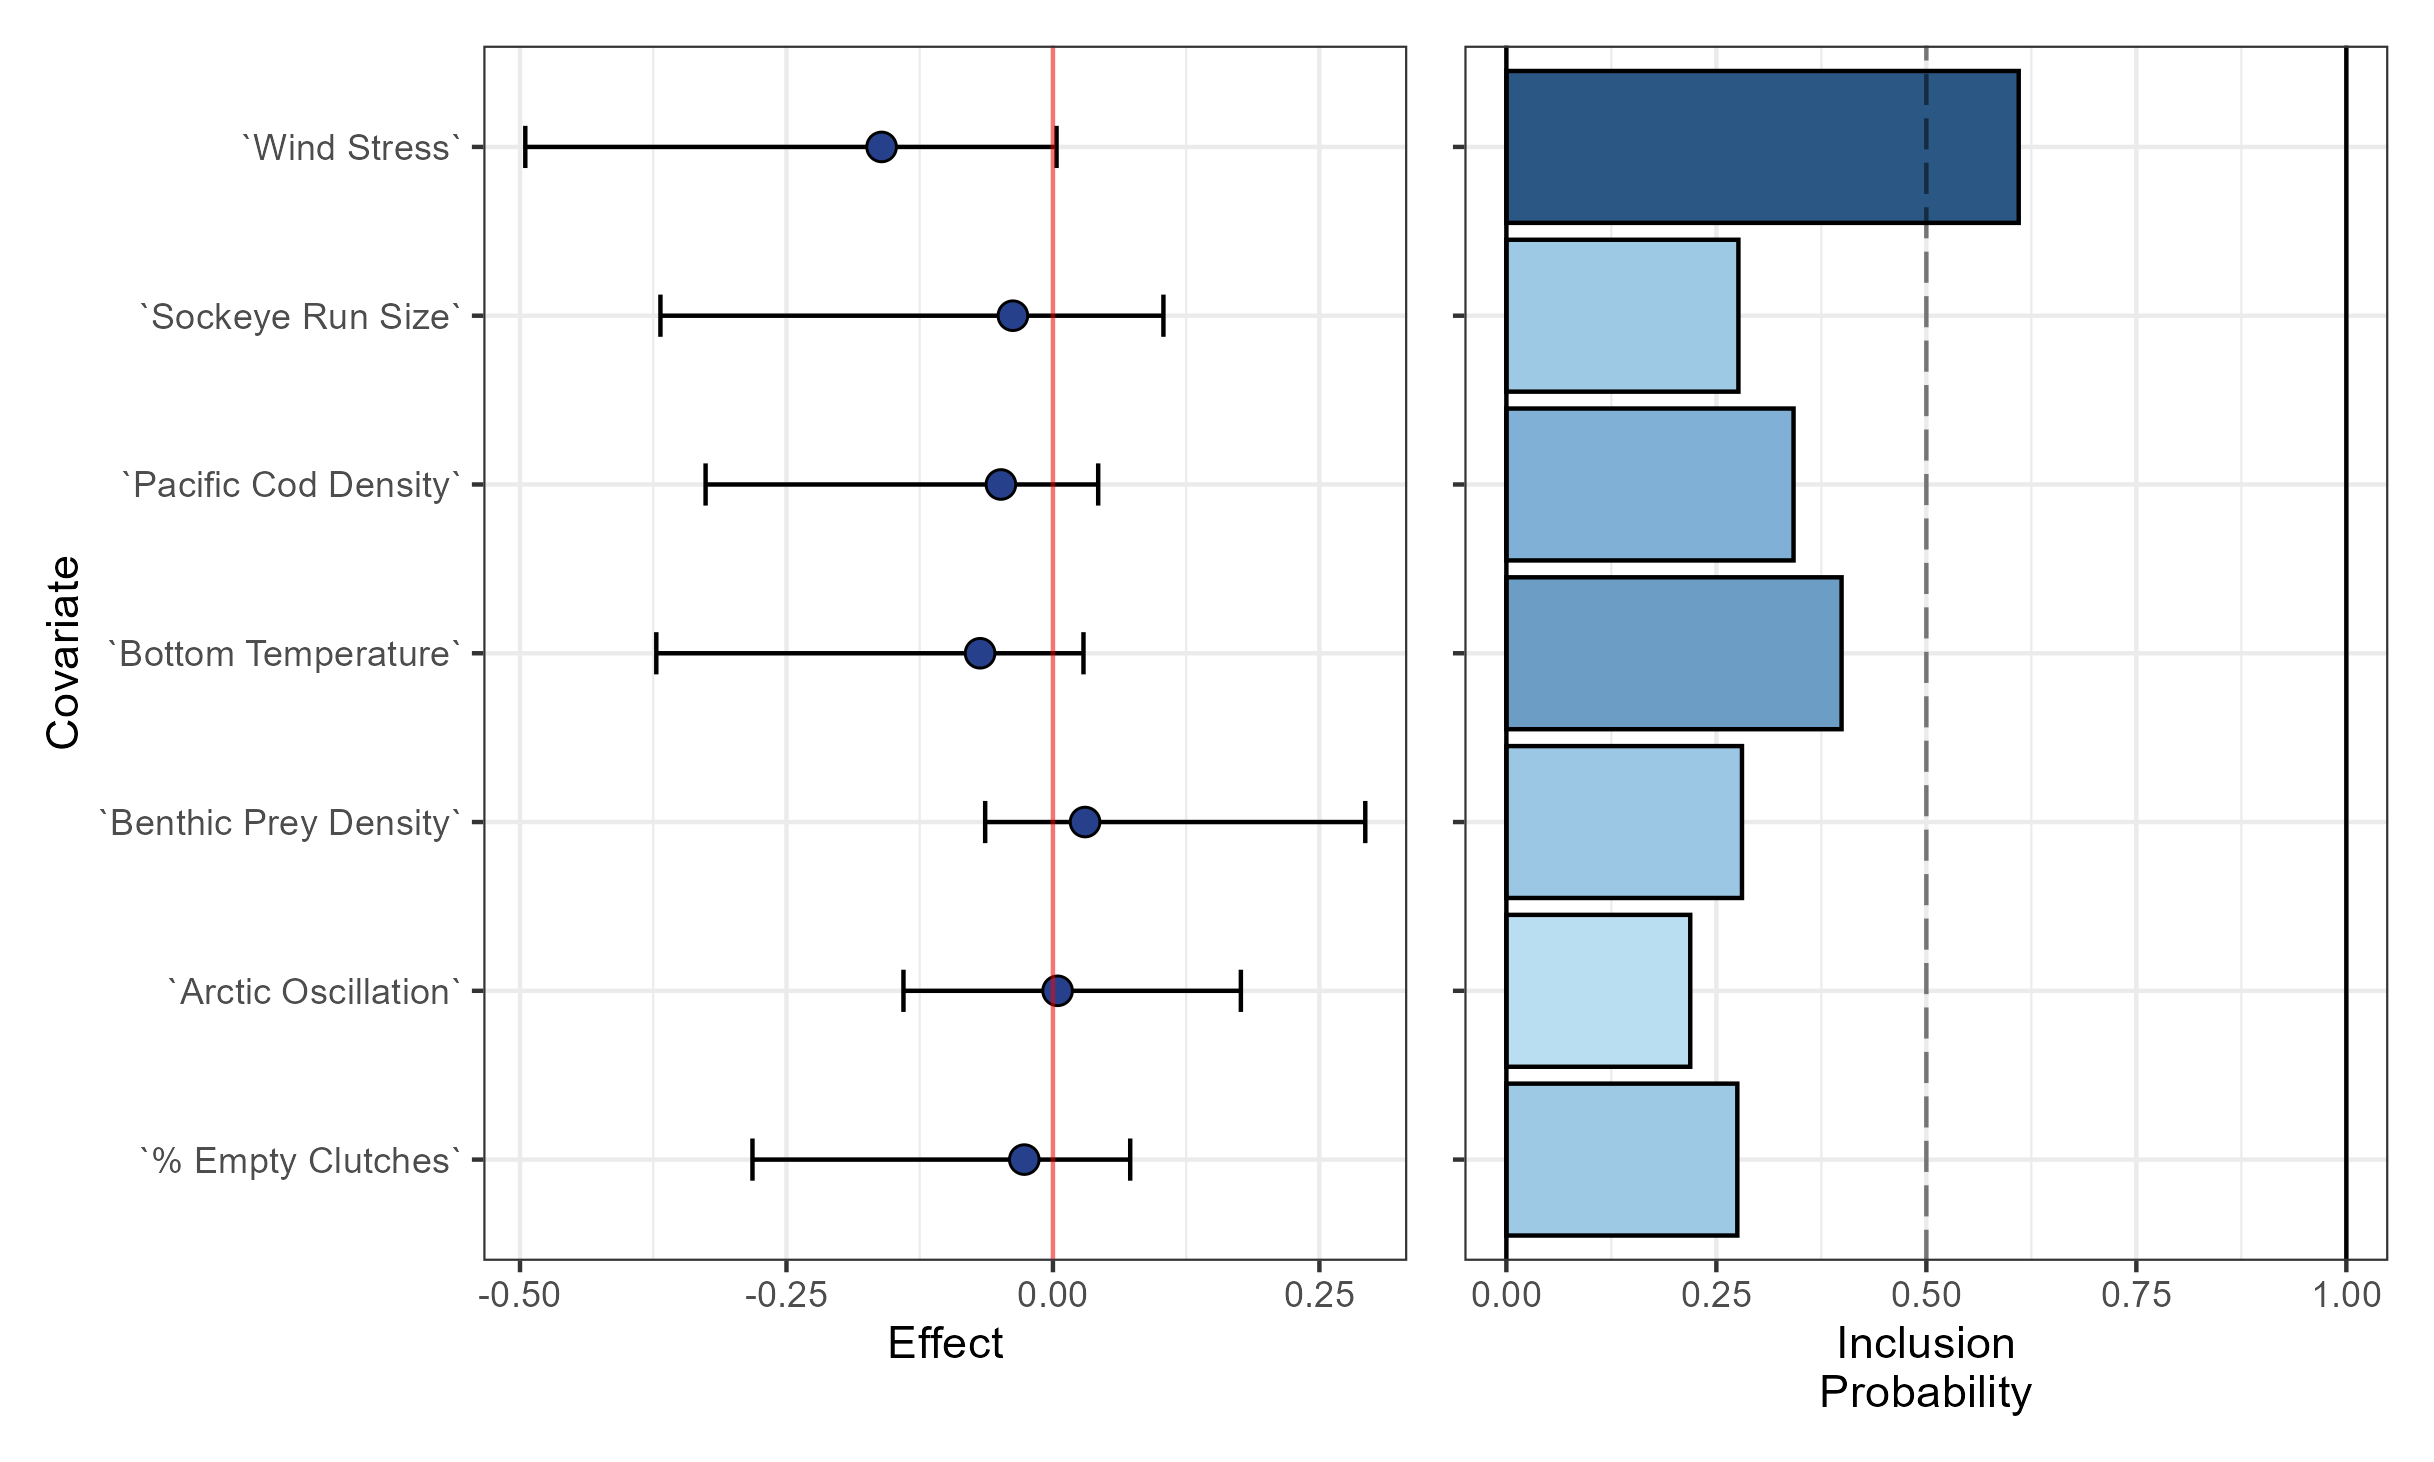 Covariate
`Wind Stress`
`Sockeye Run Size`
`Pacific Cod Density`
`Bottom Temperature`
`Benthic Prey Density`
`Arctic Oscillation`
`% Empty Clutches`
-0.50 -0.25 0.00 0.25
Effect
0.00 0.25 0.50 0.75 1.00
Inclusion
Probability